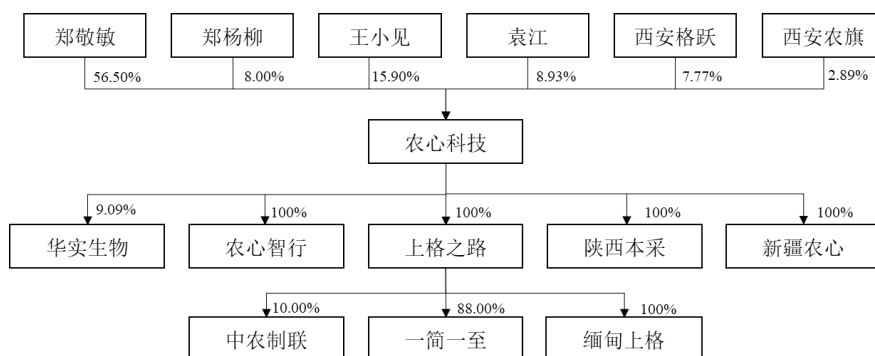 郑敬敏 郑杨柳 王小见 袁江 西安格跃 西安农旗
56.50% 8.00% 15.90% 8.93% 7.77% 2.89%
农心科技
9.09% 100% 100% 100% 100%
华实生物 农心智行 上格之路 陕西本采 新疆农心
10.00% 88.00% 100%
中农制联 一简一至 缅甸上格